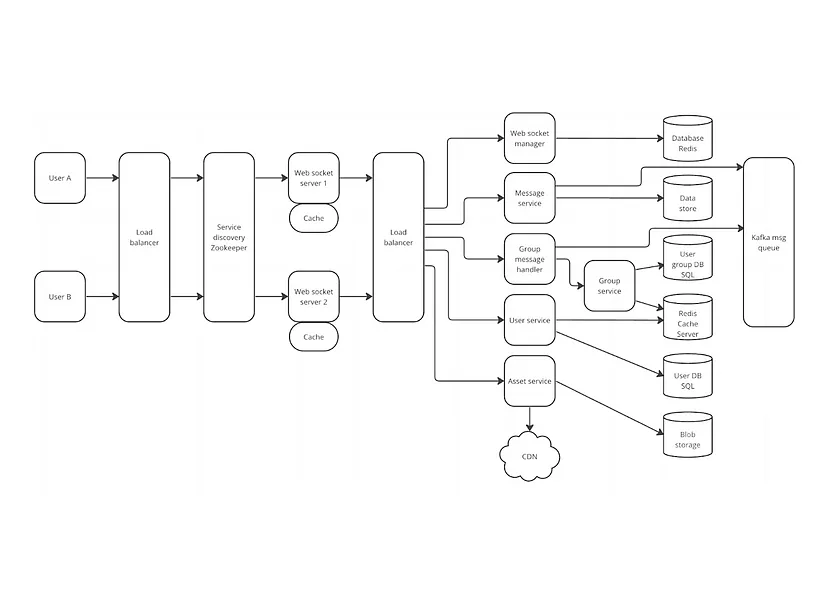 User A
User B
Load
balancer
Service
discovery
Zookeeper
Web socket
server 1
Cache
Web socket
server 2
Cache
Load
balancer
Web socket
manager
Message
service
Group
message
handler
Group
service
User service
Asset service
CDN
Database
Redis
Data
store
User
group DB
SQL
Redis
Cache
Server
User DB
SQL
Blob
storage
Kafka msg
queue